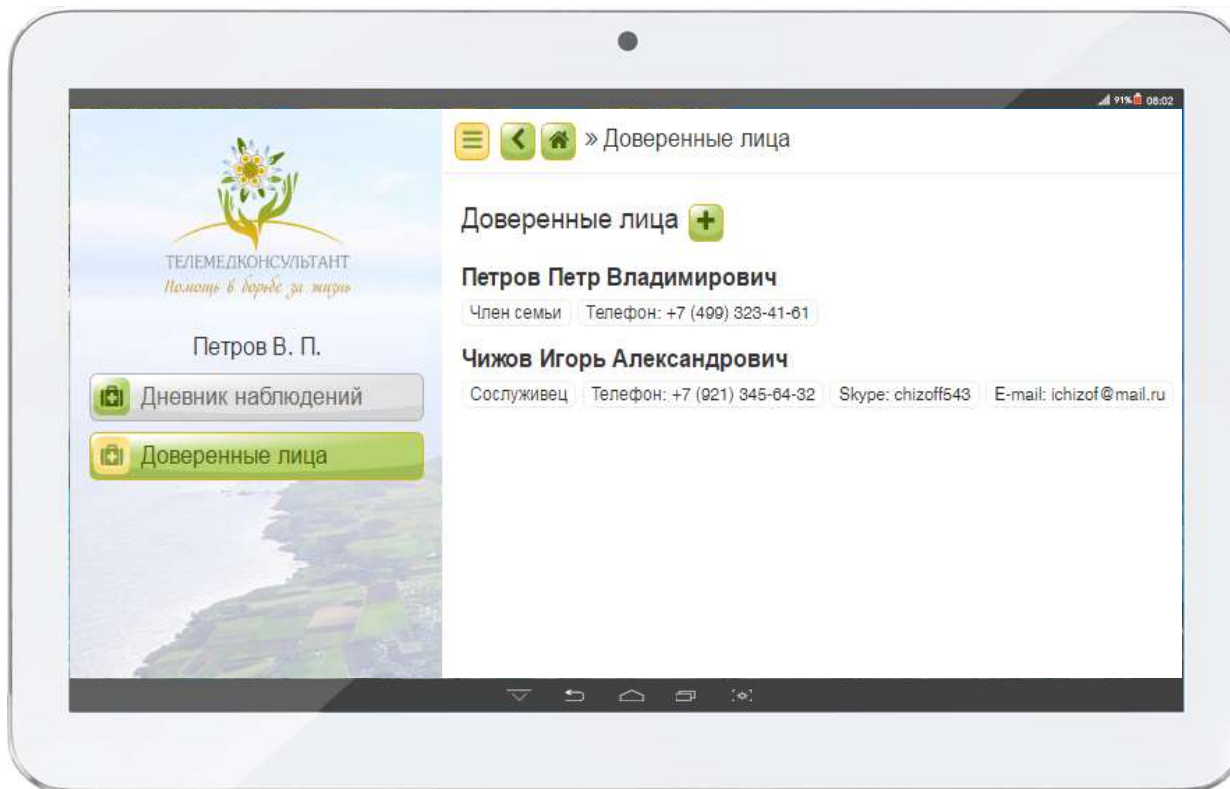 91% 08:02
ТЕЛЕМЕДКОНСУЛЬТАНТ
Помощь в борьбе за жизнь
Петров В. П.
Дневник наблюдений
Доверенные лица
» Доверенные лица
Доверенные лица
Петров Петр Владимирович
Член семьи Телефон: +7 (499) 323-41-61
Чижов Игорь Александрович
Сослуживец Телефон: +7 (921) 345-64-32 Skype: chizoff543 E-mail: ichizof@mail.ru